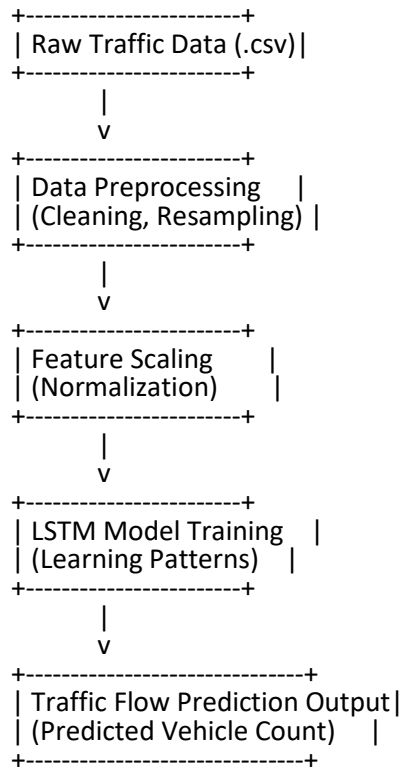 +------------------------+
| Raw Traffic Data (.csv)|
+------------------------+
|
v
+------------------------+
| Data Preprocessing |
| (Cleaning, Resampling) |
+------------------------+
|
v
+------------------------+
| Feature Scaling |
| (Normalization) |
+------------------------+
|
v
+------------------------+
| LSTM Model Training |
| (Learning Patterns) |
+------------------------+
|
v
+-------------------------------+
| Traffic Flow Prediction Output|
| (Predicted Vehicle Count) |
+-------------------------------+